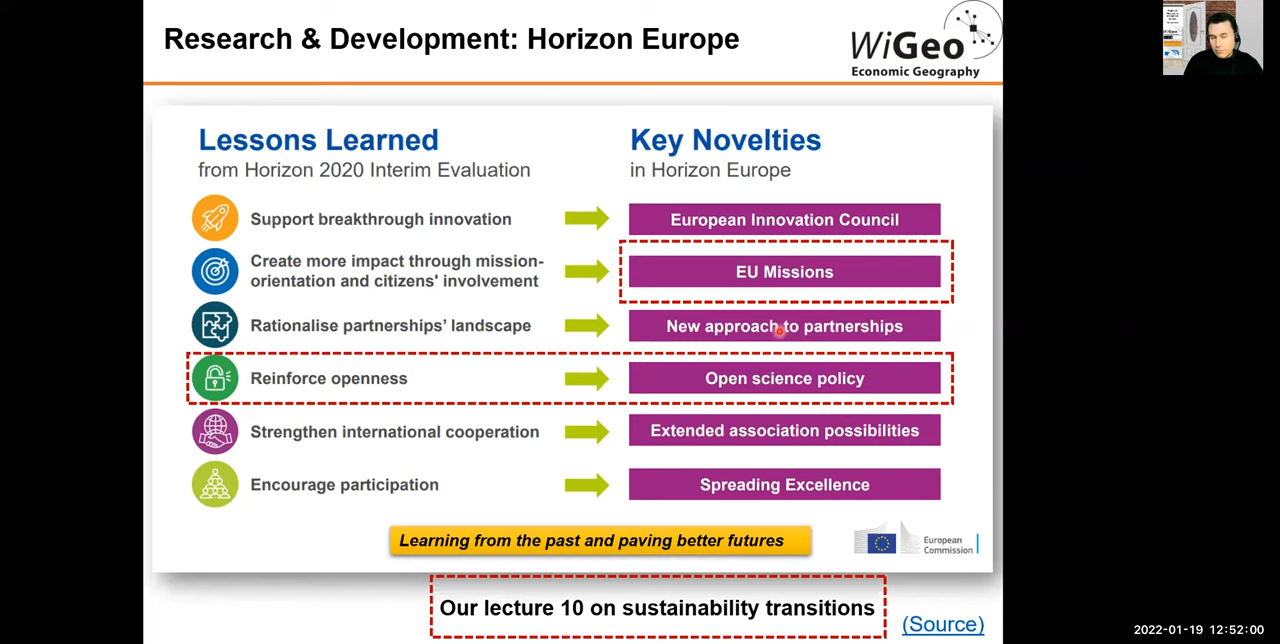 Research & Development: Horizon Europe
WiGeo
Economic Geography
Lessons Learned
from Horizon 2020 Interim Evaluation
Key Novelties
in Horizon Europe
Support breakthrough innovation
European Innovation Council
Create more impact through mission-
orientation and citizens' involvement
EU Missions
Rationalise partnerships' landscape
New approach to partnerships
Reinforce openness
Open science policy
Strengthen international cooperation
Extended association possibilities
Encourage participation
Spreading Excellence
Learning from the past and paving better futures
European
Commission
Our lecture 10 on sustainability transitions
(Source)
2022-01-19 12:52:00